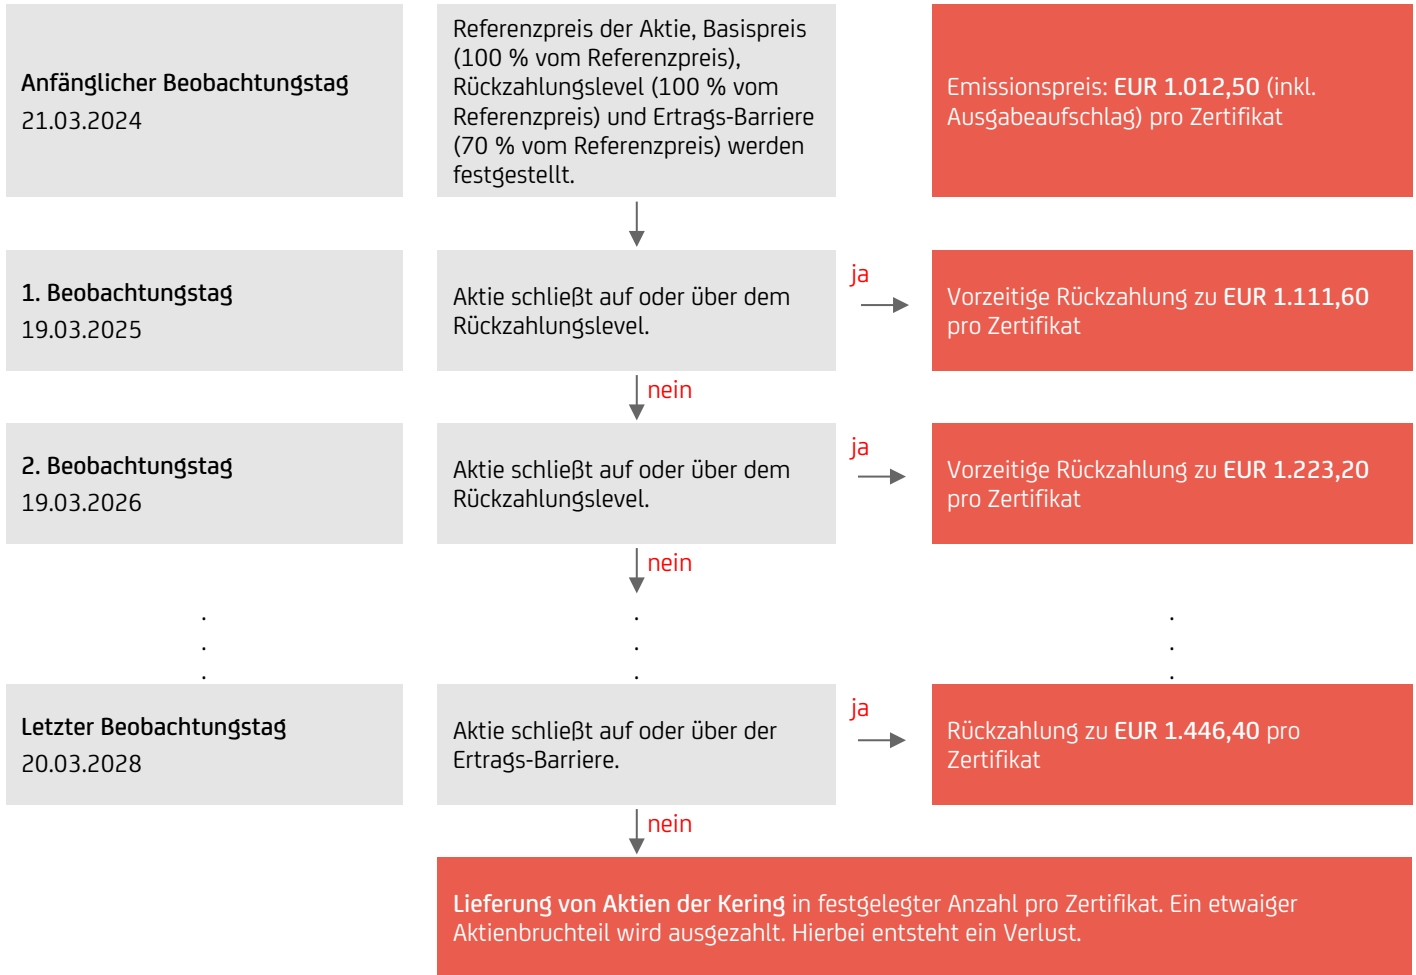 Anfänglicher Beobachtungstag
21.03.2024
Referenzpreis der Aktie, Basispreis
(100 % vom Referenzpreis),
Rückzahlungslevel (100 % vom
Referenzpreis) und Ertrags-Barriere
(70 % vom Referenzpreis) werden
festgestellt.
Emissionspreis: EUR 1.012,50 (inkl.
Ausgabeaufschlag) pro Zertifikat
1. Beobachtungstag
19.03.2025
Aktie schließt auf oder über dem
Rückzahlungslevel.
ja
Vorzeitige Rückzahlung zu EUR 1.111,60
pro Zertifikat
nein
2. Beobachtungstag
19.03.2026
Aktie schließt auf oder über dem
Rückzahlungslevel.
ja
Vorzeitige Rückzahlung zu EUR 1.223,20
pro Zertifikat
nein
. . .
. . .
. . .
Letzter Beobachtungstag
20.03.2028
Aktie schließt auf oder über der
Ertrags-Barriere.
ja
Rückzahlung zu EUR 1.446,40 pro
Zertifikat
nein
Lieferung von Aktien der Kering in festgelegter Anzahl pro Zertifikat. Ein etwaiger
Aktienbruchteil wird ausgezahlt. Hierbei entsteht ein Verlust.